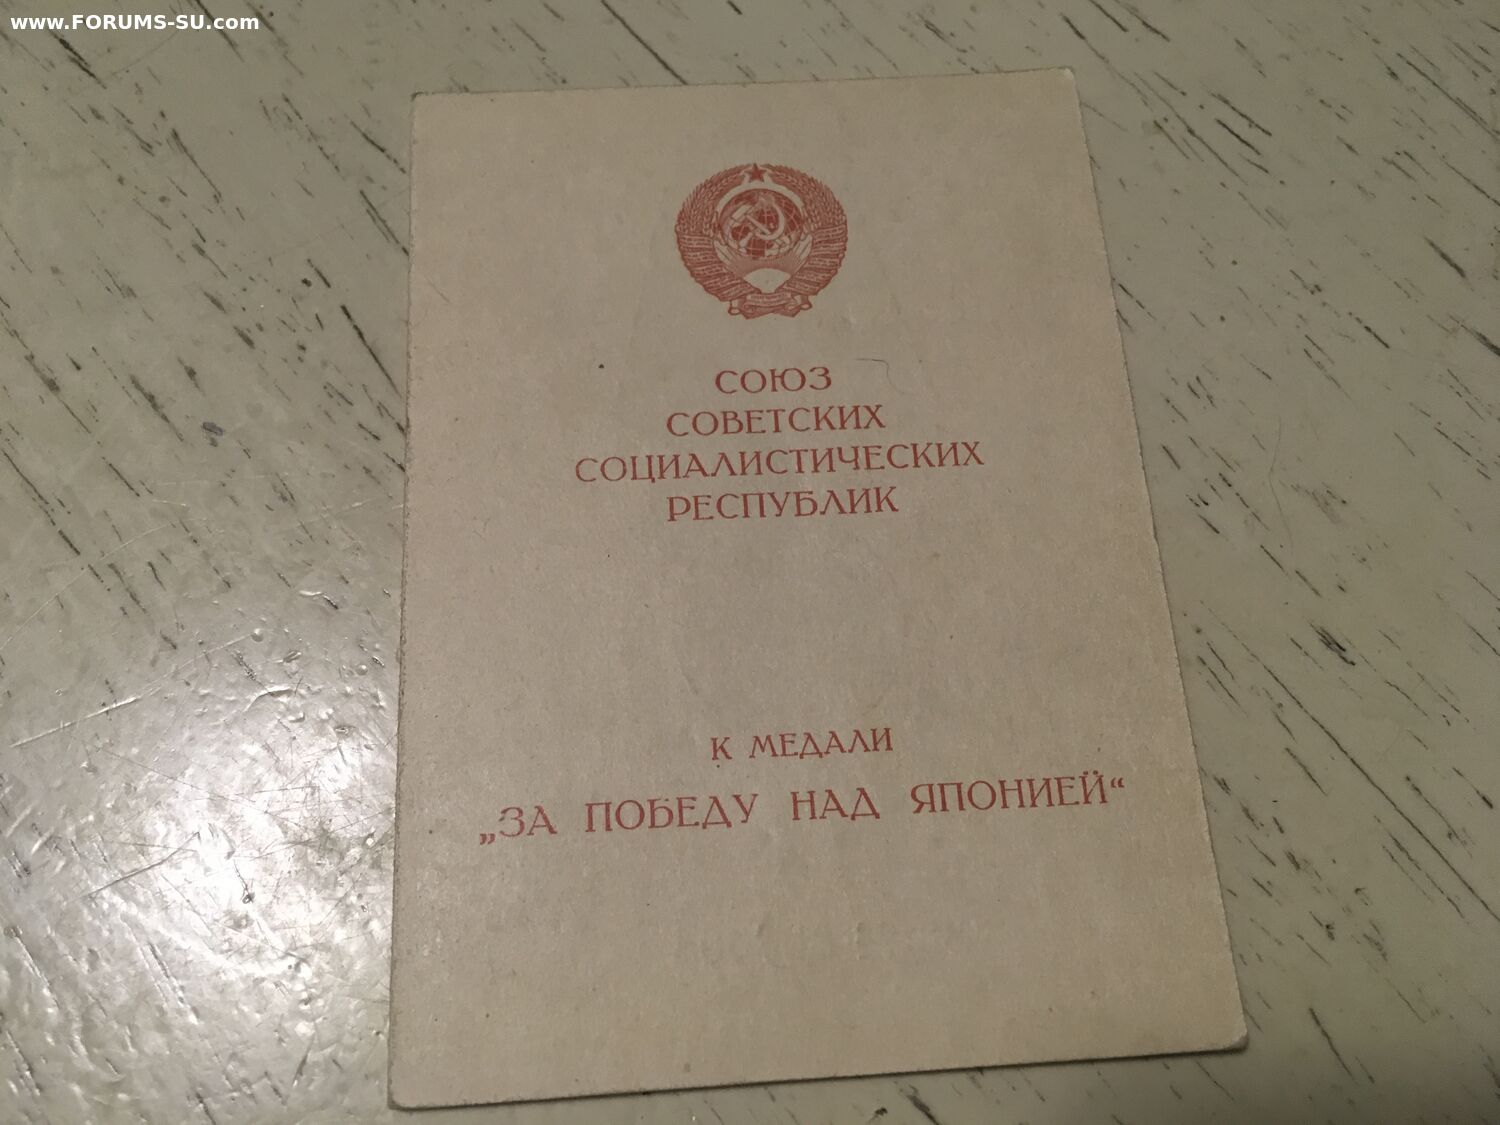 www.FORUMS-SU.com
СОЮЗ
СОВЕТСКИХ
СОЦИАЛИСТИЧЕСКИХ
РЕСПУБЛИК
К МЕДАЛИ
„ЗА ПОБЕДУ НАД ЯПОНИЕЙ“